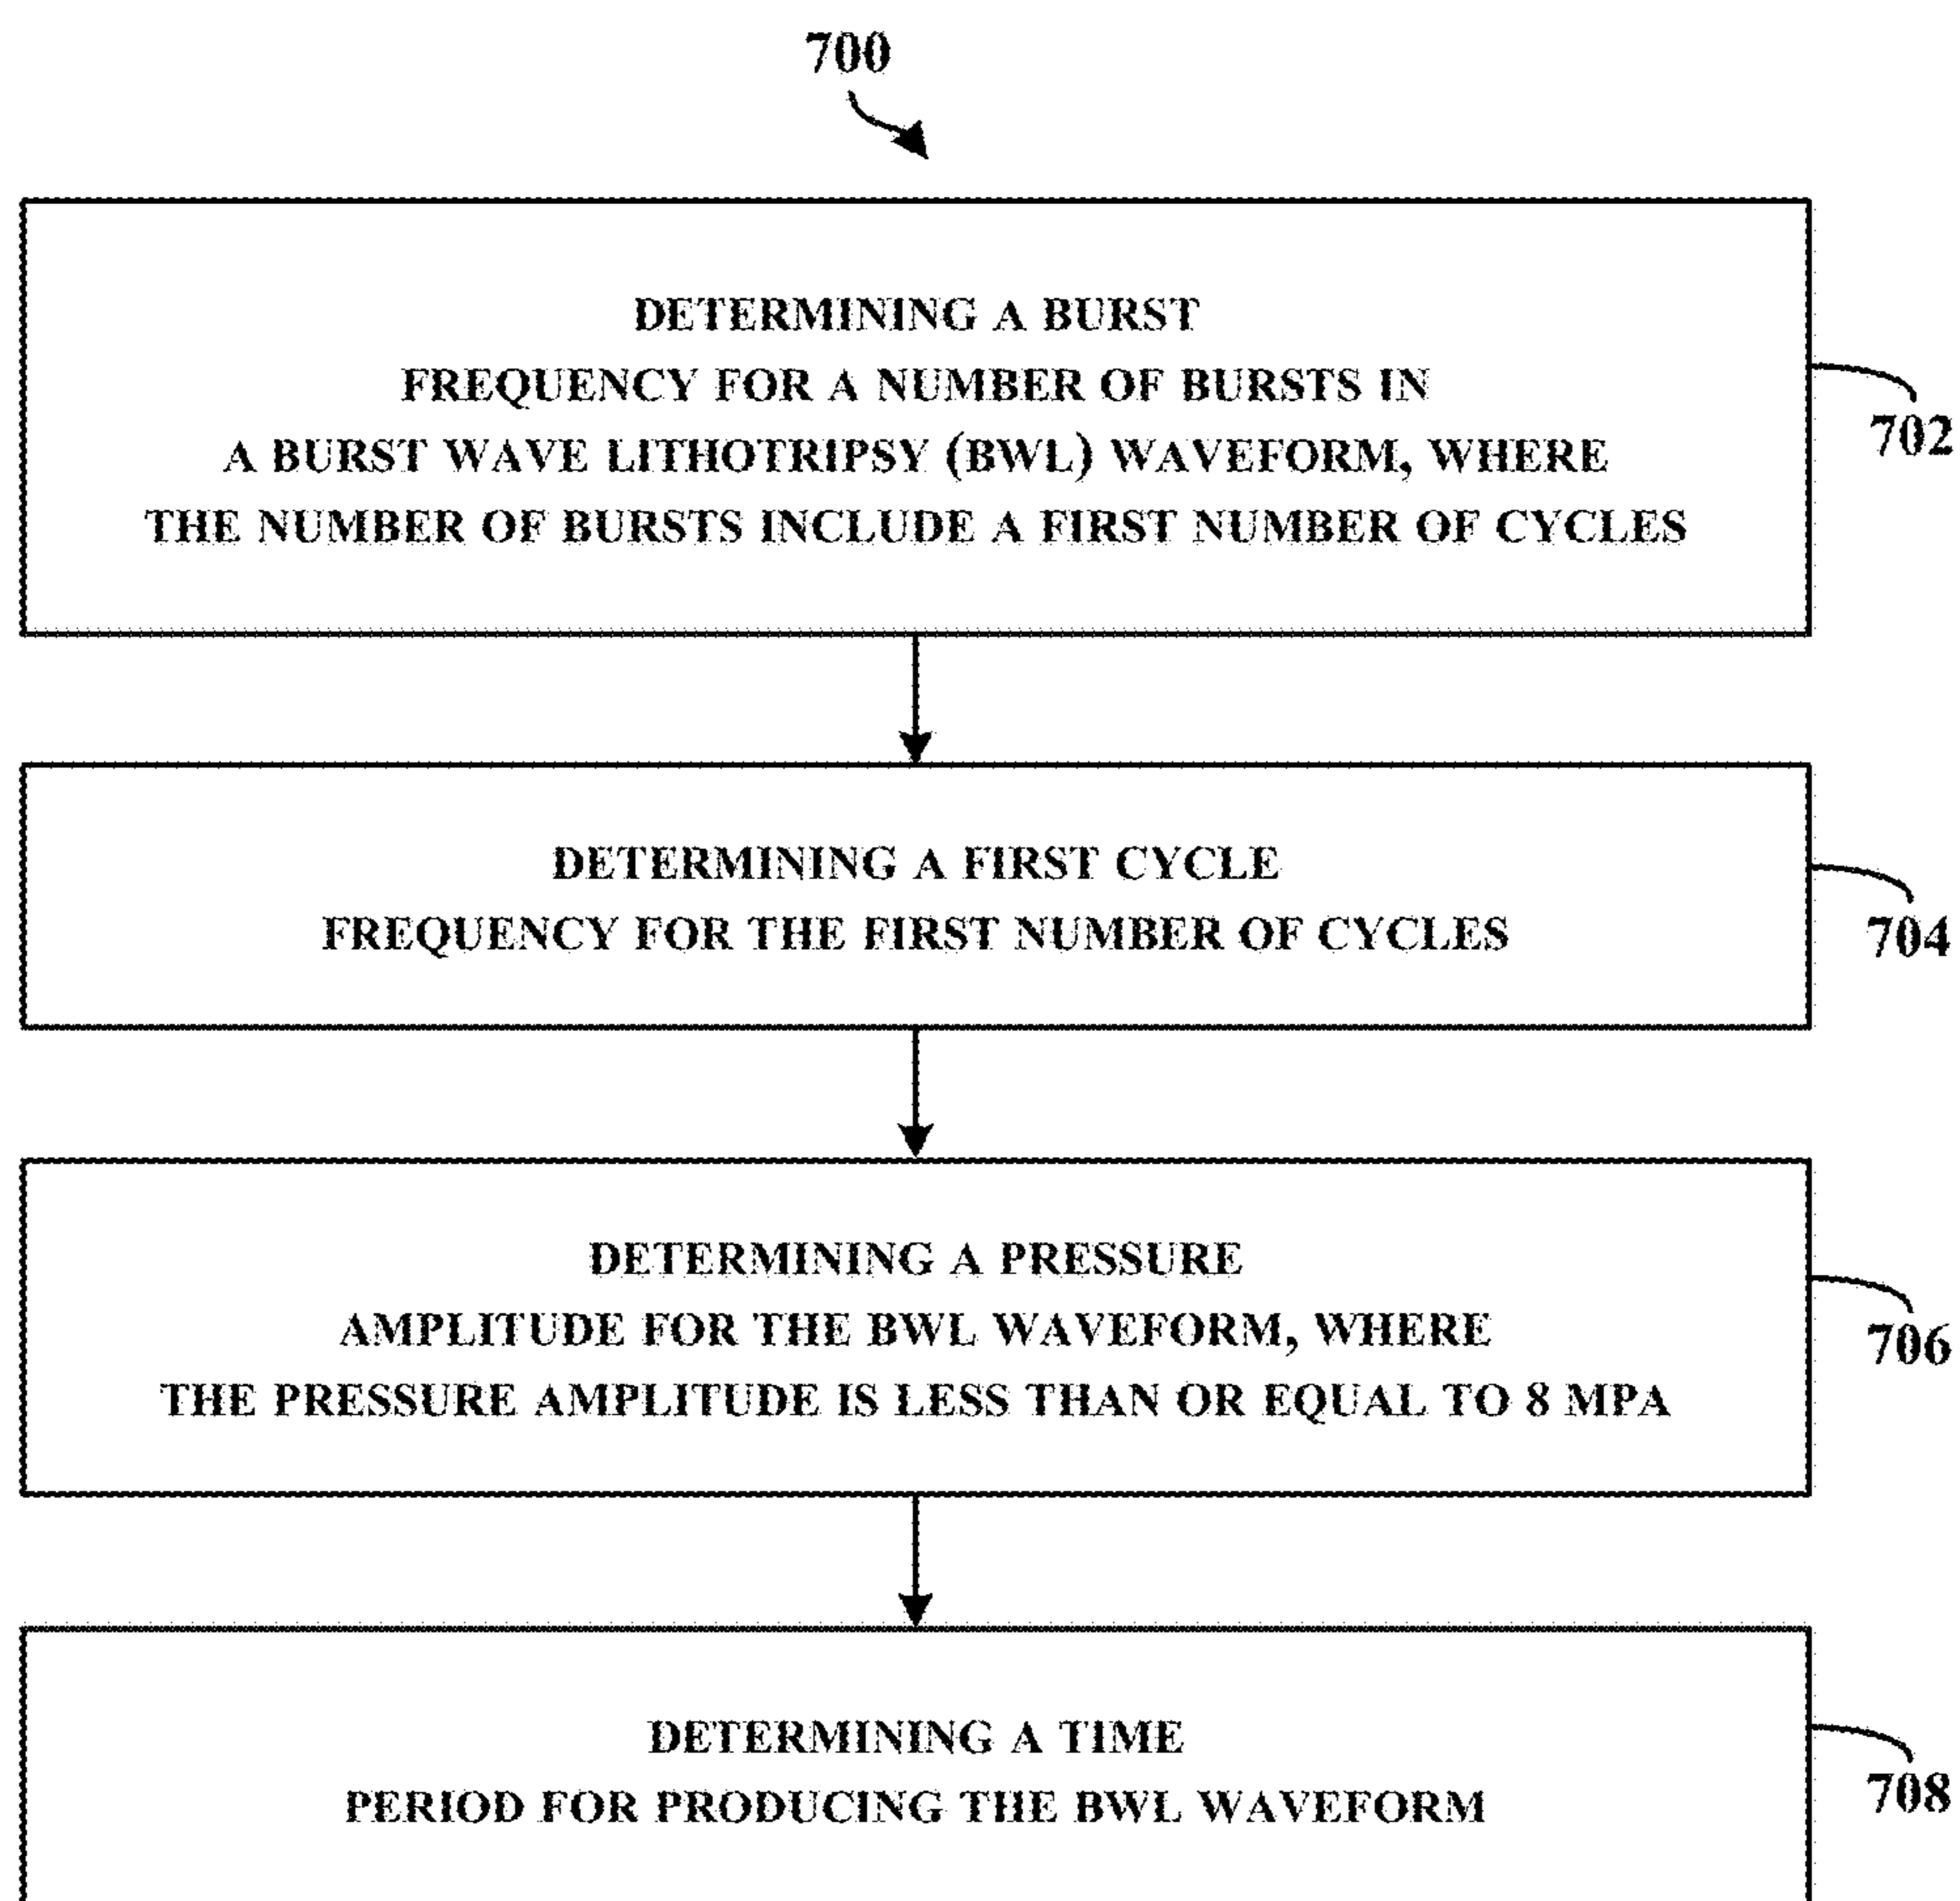 700
DETERMINING A BURST
FREQUENCY FOR A NUMBER OF BURSTS IN
A BURST WAVE LITHOTRIPSY (BWL) WAVEFORM, WHERE
THE NUMBER OF BURSTS INCLUDE A FIRST NUMBER OF CYCLES
702
DETERMINING A FIRST CYCLE
FREQUENCY FOR THE FIRST NUMBER OF CYCLES
704
DETERMINING A PRESSURE
AMPLITUDE FOR THE BWL WAVEFORM, WHERE
THE PRESSURE AMPLITUDE IS LESS THAN OR EQUAL TO 8 MPA
706
DETERMINING A TIME
PERIOD FOR PRODUCING THE BWL WAVEFORM
708